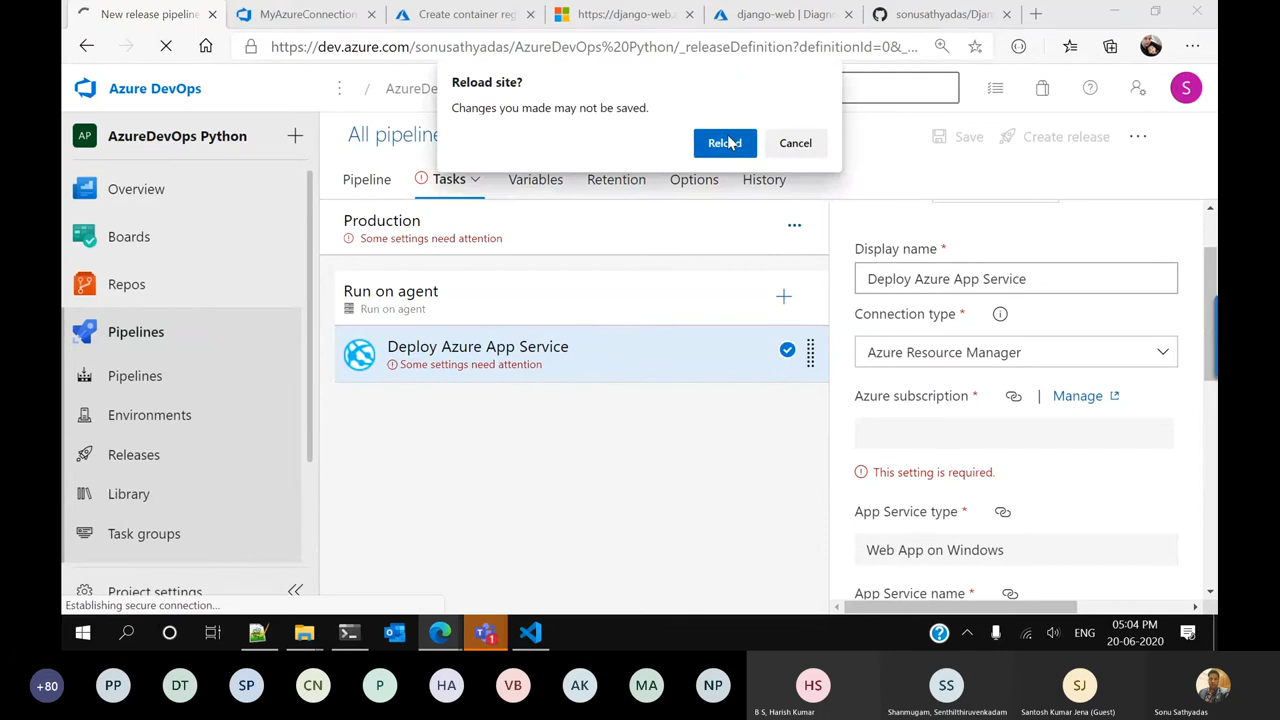 New release pipeline
MyAzureConnection
Create container reg
https://django-web.
django-web | Diagn
sonusathyadas/Djan
https://dev.azure.com/sonusathyadas/AzureDevOps%20Python/_releaseDefinition?definitionId=0&_...
Reload site?
Changes you made may not be saved.
Reload
Cancel
Azure DevOps
/ AzureDe
S
AP
AzureDevOps Python
Overview
Boards
Repos
Pipelines
Pipelines
Environments
Releases
Library
Task groups
Project settings
All pipeline
Save
Create release
Pipeline
Tasks
Variables
Retention
Options
History
Production
Some settings need attention
Run on agent
Run on agent
Deploy Azure App Service
Some settings need attention
Display name *
Deploy Azure App Service
Connection type *
Azure Resource Manager
Azure subscription * | Manage
This setting is required.
App Service type *
Web App on Windows
App Service name *
Establishing secure connection...
1
ENG
05:04 PM
20-06-2020
+80
PP
DT
SP
CN
P
HA
VB
AK
MA
NP
HS
B S, Harish Kumar
SS
Shanmugam, Senthilthiruvenkadam
SJ
Santosh Kumar Jena (Guest)
Sonu Sathyadas